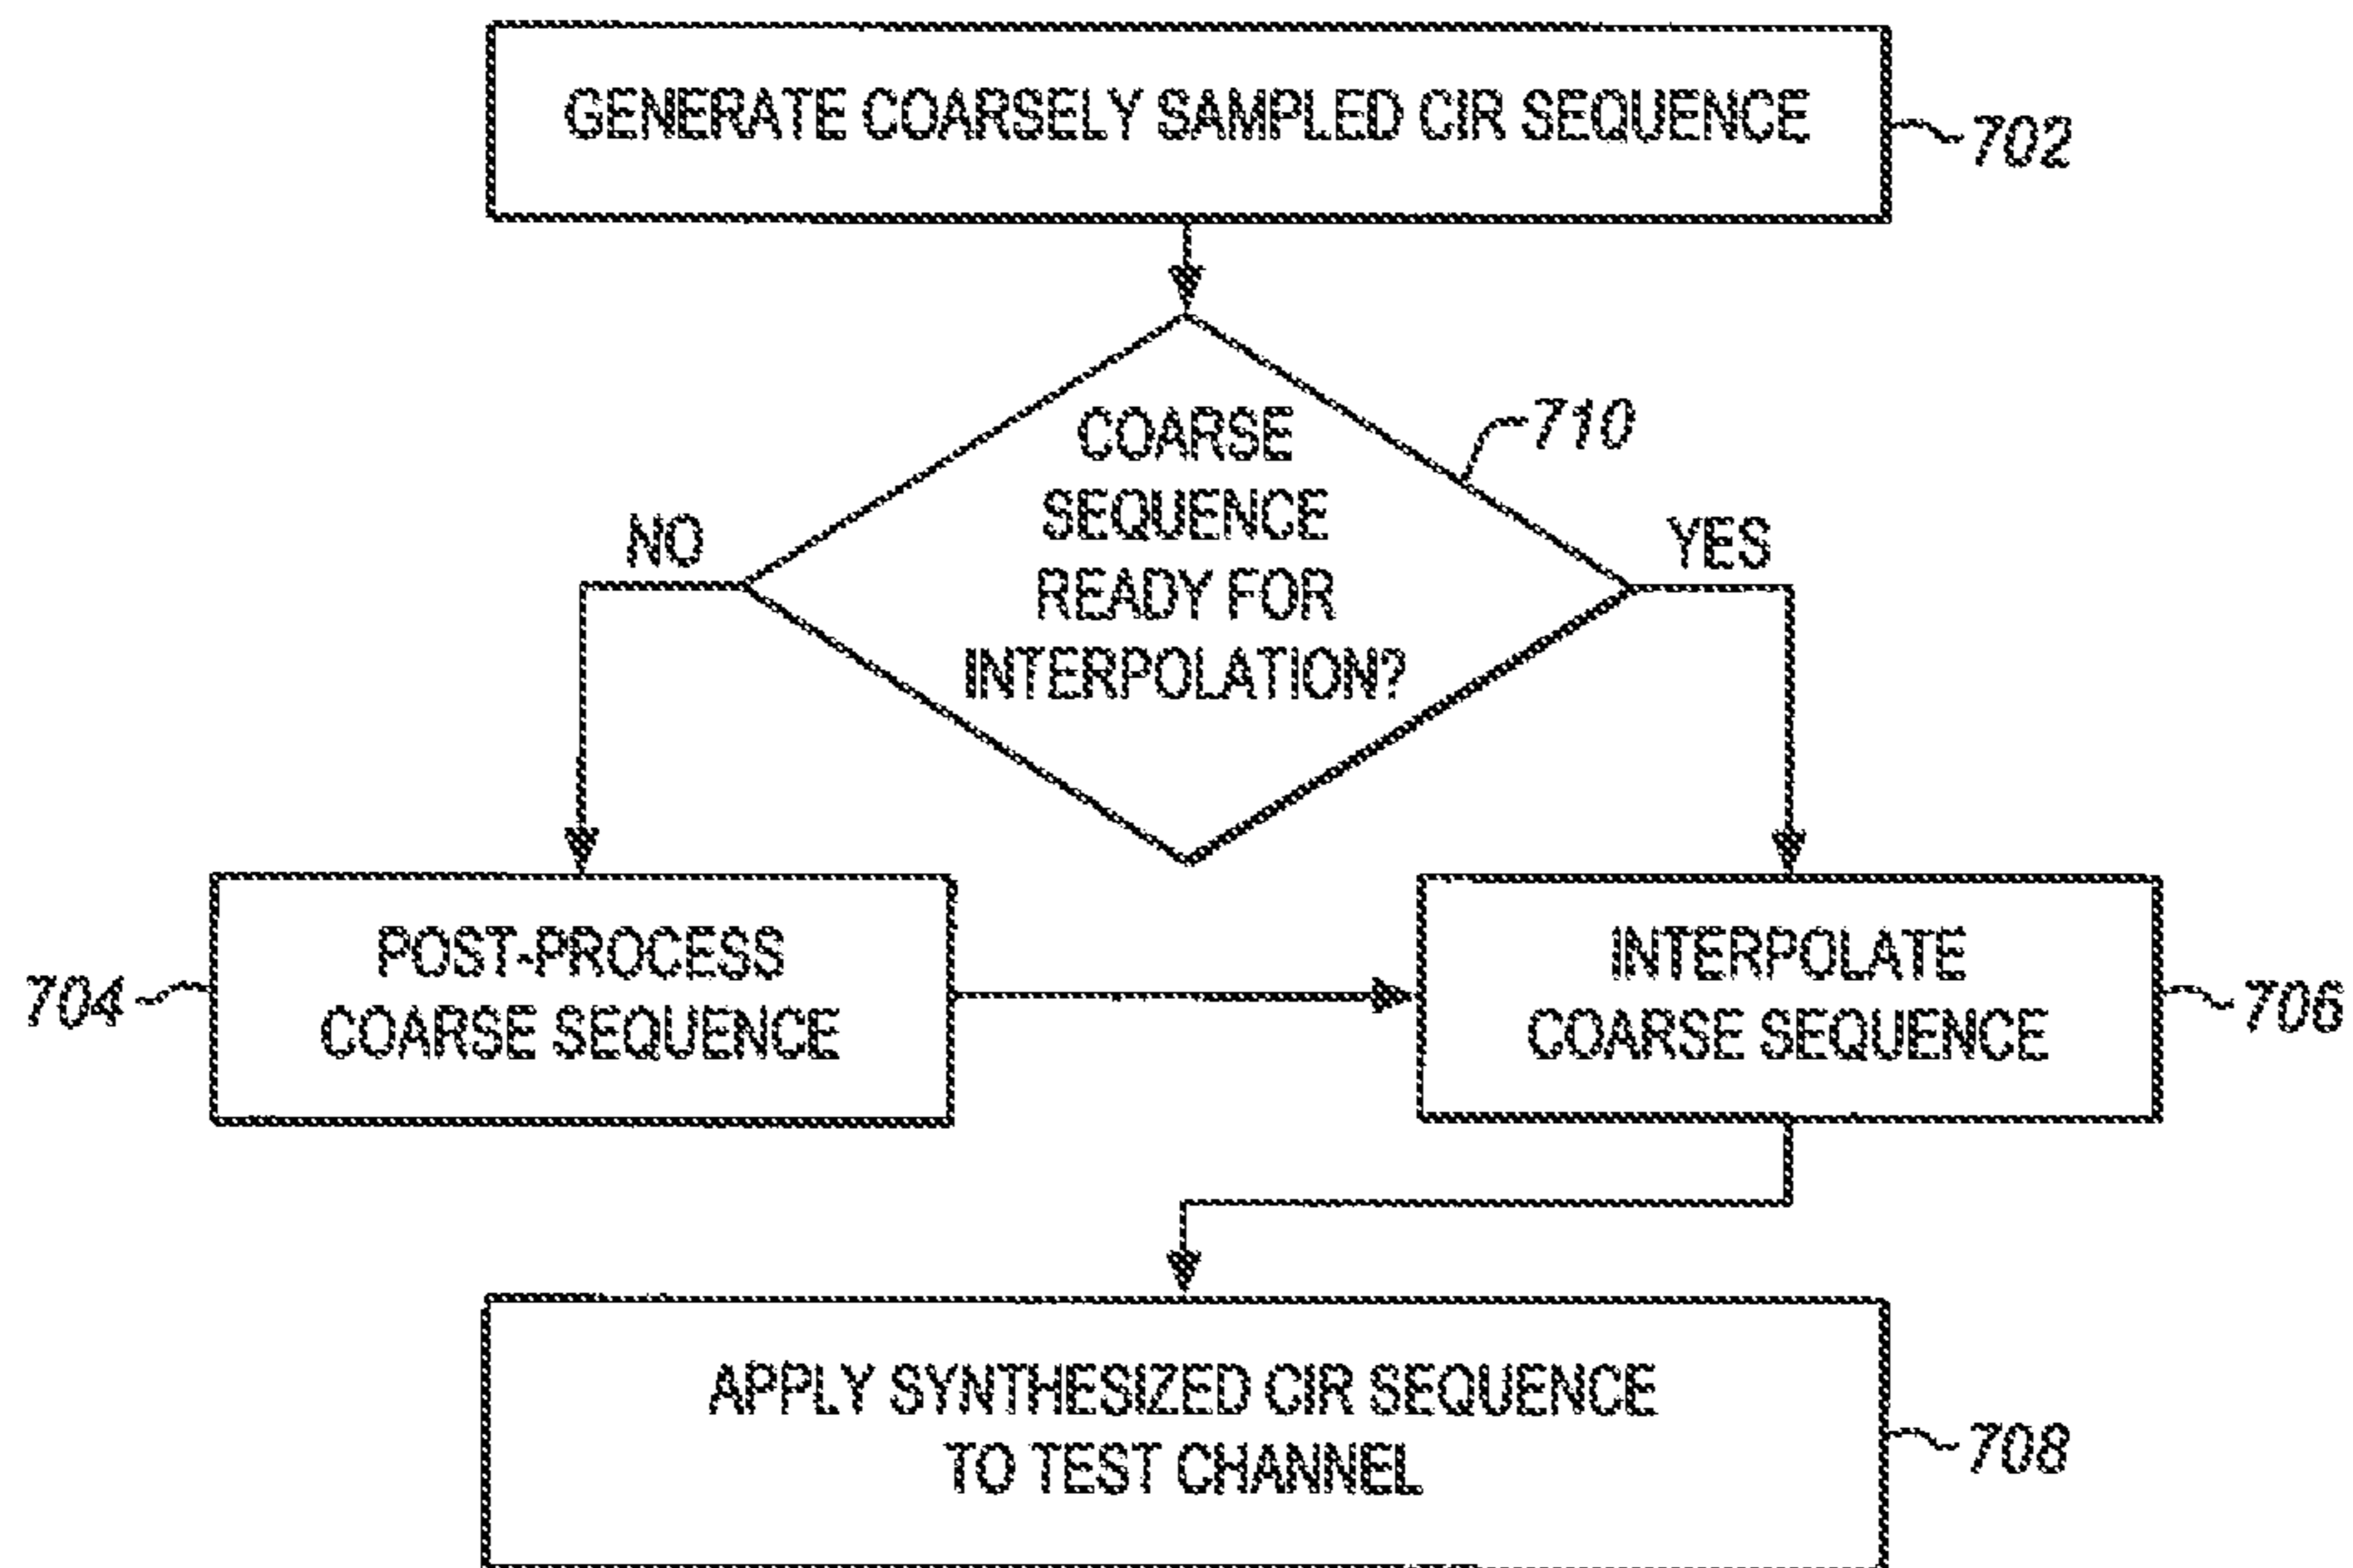 GENERATE COARSELY SAMPLED CIR SEQUENCE
702
COARSE
SEQUENCE
READY FOR
INTERPOLATION?
710
NO
YES
POST-PROCESS
COARSE SEQUENCE
704
INTERPOLATE
COARSE SEQUENCE
706
APPLY SYNTHESIZED CIR SEQUENCE
TO TEST CHANNEL
708